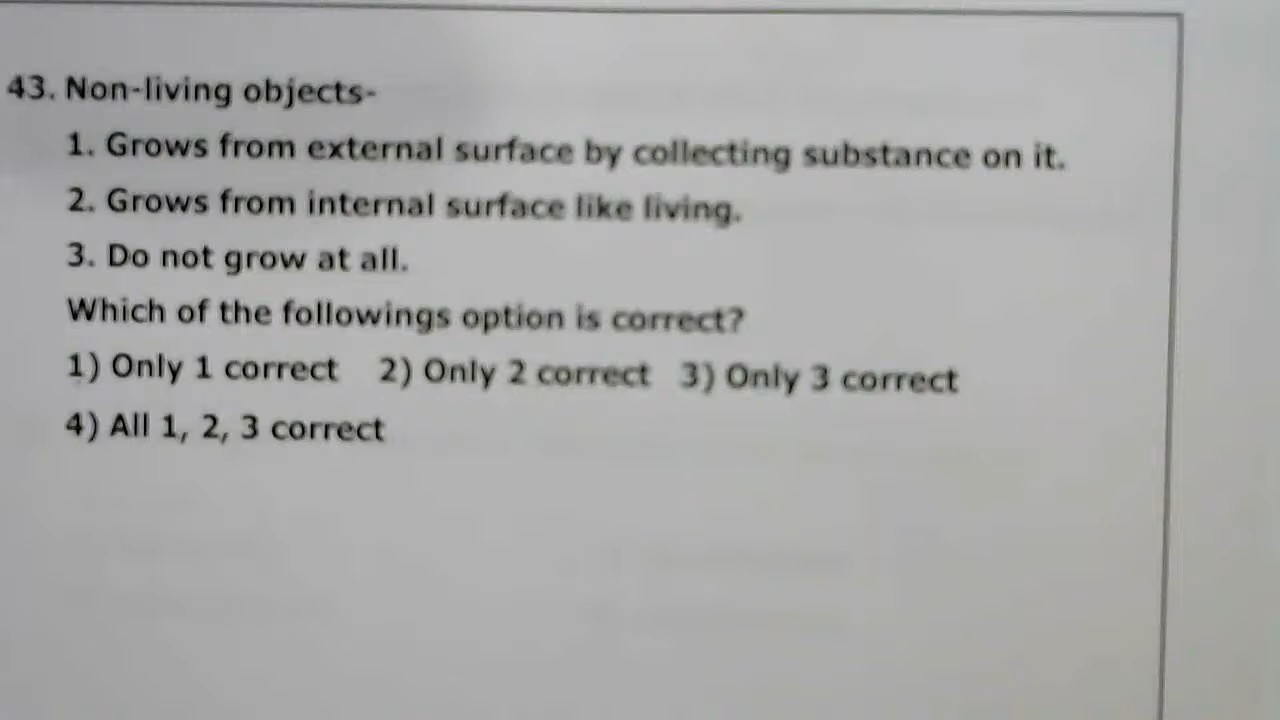 43. Non-living objects-
1. Grows from external surface by collecting substance on it.
2. Grows from internal surface like living.
3. Do not grow at all.
Which of the followings option is correct?
1) Only 1 correct 2) Only 2 correct 3) Only 3 correct
4) All 1, 2, 3 correct